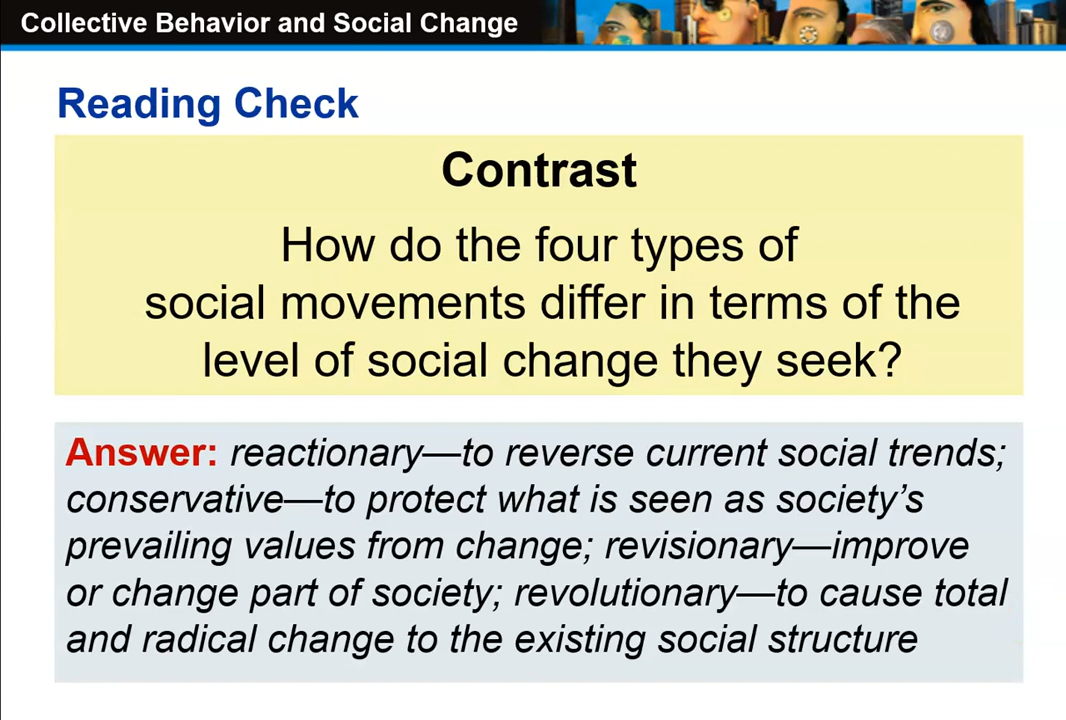 Collective Behavior and Social Change
Reading Check
Contrast
How do the four types of
social movements differ in terms of the
level of social change they seek?
Answer: reactionary—to reverse current social trends;
conservative—to protect what is seen as society’s
prevailing values from change; revisionary—improve
or change part of society; revolutionary—to cause total
and radical change to the existing social structure